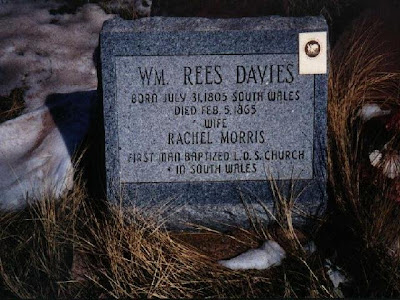 WM. REES DAVIES
BORN JULY 31, 1805 SOUTH WALES
DIED FEB. 5, 1865
WIFE
RACHEL MORRIS
FIRST MAN BAPTIZED L.D.S. CHURCH
IN SOUTH WALES